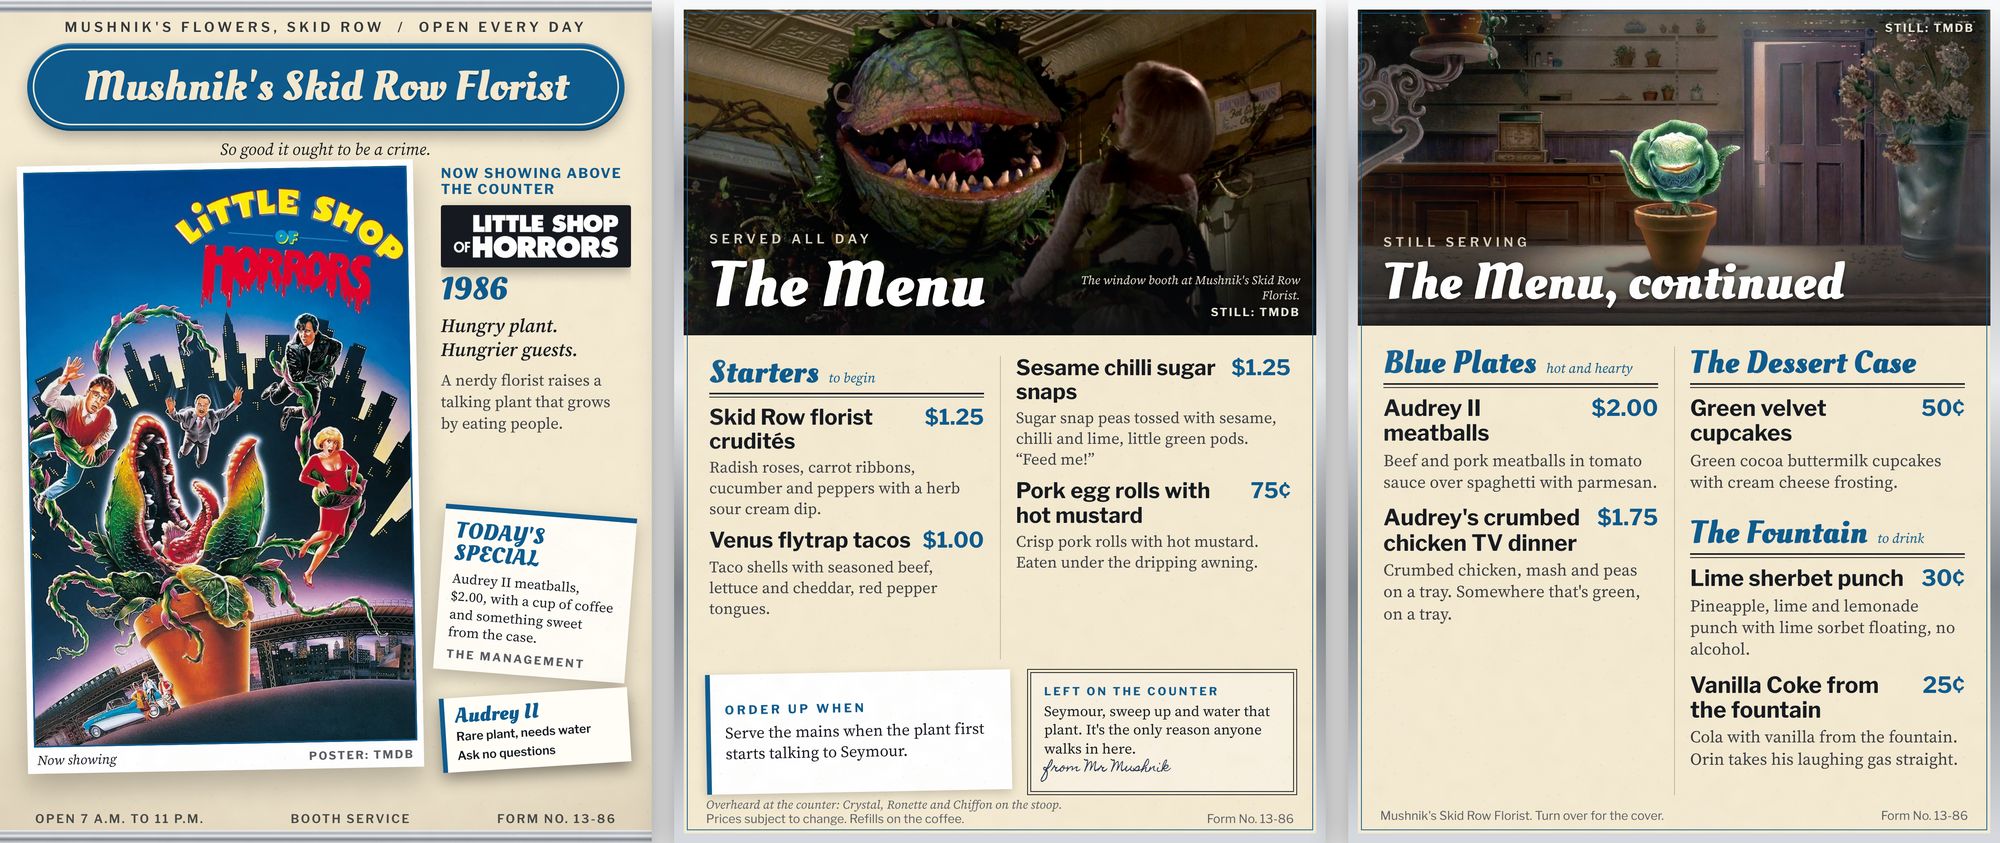 MUSHNIK'S FLOWERS, SKID ROW / OPEN EVERY DAY
Mushnik's Skid Row Florist
So good it ought to be a crime.
LiTTLE SHOP
OF
HORRORS
Now showing
POSTER: TMDB
NOW SHOWING ABOVE
THE COUNTER
LITTLE SHOP
OF HORRORS
1986
Hungry plant.
Hungrier guests.
A nerdy florist raises a
talking plant that grows
by eating people.
TODAY'S
SPECIAL
Audrey II meatballs,
$2.00, with a cup of coffee
and something sweet
from the case.
THE MANAGEMENT
Audrey II
Rare plant, needs water
Ask no questions
OPEN 7 A.M. TO 11 P.M.
BOOTH SERVICE
FORM NO. 13-86
SERVED ALL DAY
The Menu
The window booth at Mushnik's Skid Row
Florist.
STILL: TMDB
Starters to begin
Skid Row florist $1.25
crudités
Radish roses, carrot ribbons,
cucumber and peppers with a herb
sour cream dip.
Venus flytrap tacos $1.00
Taco shells with seasoned beef,
lettuce and cheddar, red pepper
tongues.
Sesame chilli sugar $1.25
snaps
Sugar snap peas tossed with sesame,
chilli and lime, little green pods.
“Feed me!”
Pork egg rolls with 75¢
hot mustard
Crisp pork rolls with hot mustard.
Eaten under the dripping awning.
ORDER UP WHEN
Serve the mains when the plant first
starts talking to Seymour.
LEFT ON THE COUNTER
Seymour, sweep up and water that
plant. It's the only reason anyone
walks in here.
from Mr Mushnik
Overheard at the counter: Crystal, Ronette and Chiffon on the stoop.
Prices subject to change. Refills on the coffee.
Form No. 13-86
STILL: TMDB
STILL SERVING
The Menu, continued
Blue Plates hot and hearty
Audrey II $2.00
meatballs
Beef and pork meatballs in tomato
sauce over spaghetti with parmesan.
Audrey's crumbed $1.75
chicken TV dinner
Crumbed chicken, mash and peas
on a tray. Somewhere that's green,
on a tray.
The Dessert Case
Green velvet 50¢
cupcakes
Green cocoa buttermilk cupcakes
with cream cheese frosting.
The Fountain to drink
Lime sherbet punch 30¢
Pineapple, lime and lemonade
punch with lime sorbet floating, no
alcohol.
Vanilla Coke from 25¢
the fountain
Cola with vanilla from the fountain.
Orin takes his laughing gas straight.
Mushnik's Skid Row Florist. Turn over for the cover.
Form No. 13-86